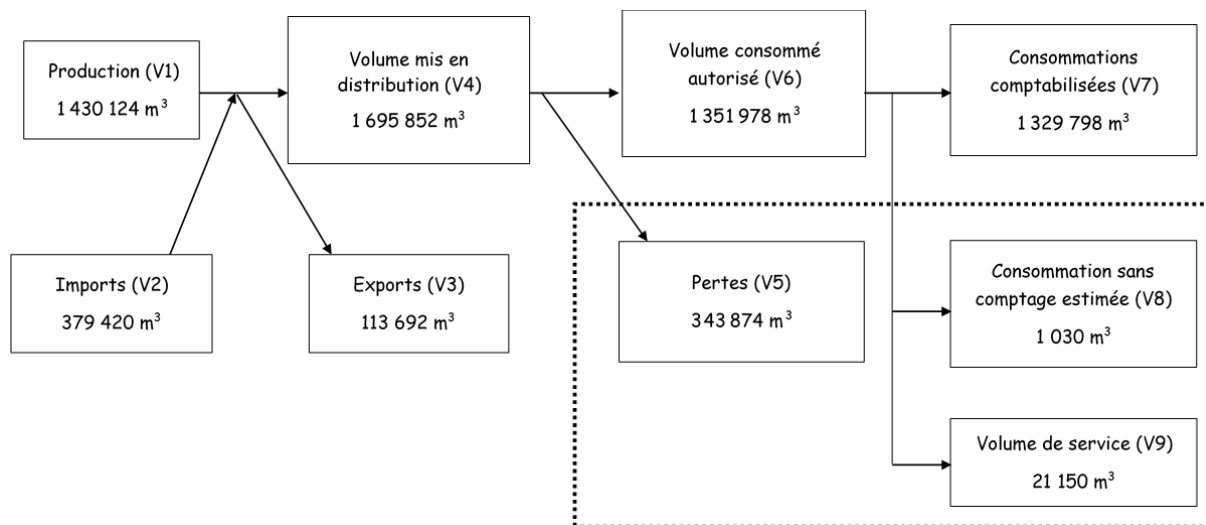 Production (V1)
1 430 124 m³
Volume mis en
distribution (V4)
1 695 852 m³
Volume consommé
autorisé (V6)
1 351 978 m³
Consommations
comptabilisées (V7)
1 329 798 m³
Imports (V2)
379 420 m³
Exports (V3)
113 692 m³
Pertes (V5)
343 874 m³
Consommation sans
comptage estimée (V8)
1 030 m³
Volume de service (V9)
21 150 m³